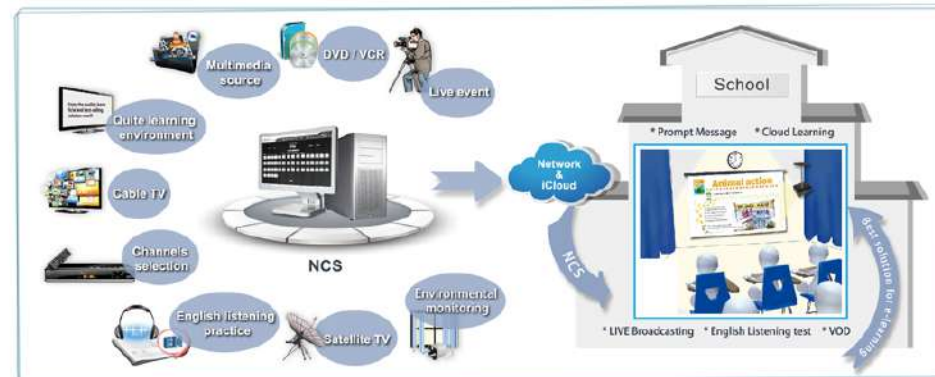 Multimedia
source
DVD / VCR
Live event
Quite learning
environment
Cable TV
Channels
selection
English listening
practice
Satellite TV
Environmental
monitoring
NCS
Network
&
iCloud
NCS
School
* Prompt Message * Cloud Learning
Animal action
* LIVE Broadcasting * English Listening test * VOD
Best solution for e-learning